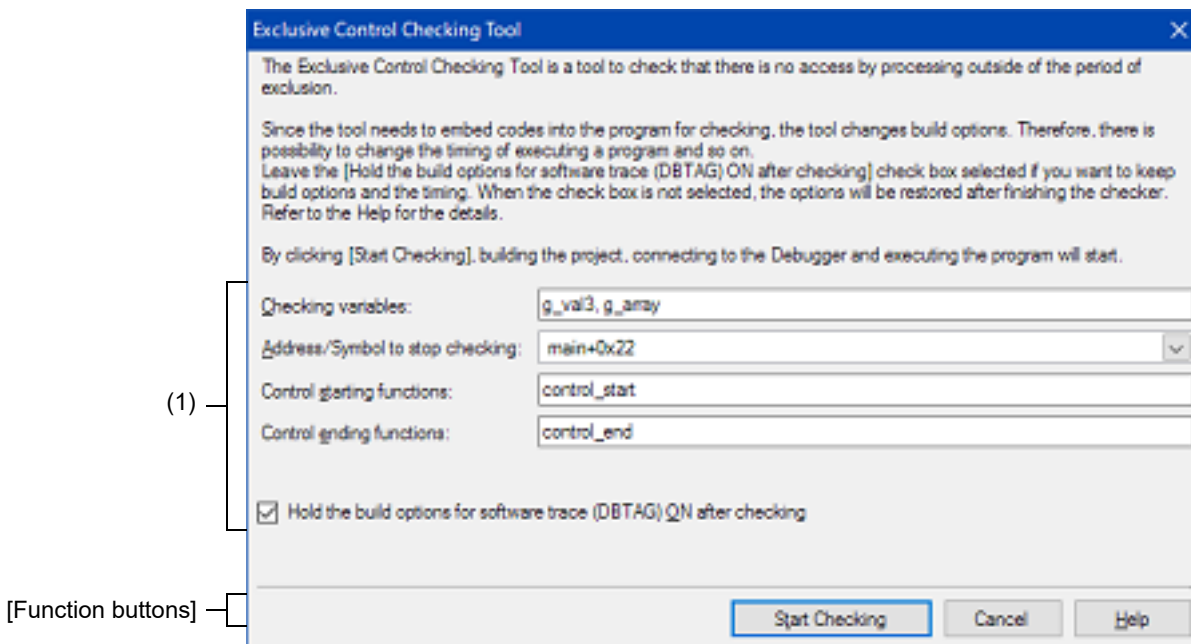 Exclusive Control Checking Tool
The Exclusive Control Checking Tool is a tool to check that there is no access by processing outside of the period of
exclusion.
Since the tool needs to embed codes into the program for checking, the tool changes build options. Therefore, there is
possibility to change the timing of executing a program and so on.
Leave the [Hold the build options for software trace (DBTAG) ON after checking] check box selected if you want to keep
build options and the timing. When the check box is not selected, the options will be restored after finishing the checker.
Refer to the Help for the details.
By clicking [Start Checking], building the project, connecting to the Debugger and executing the program will start.
(1)
Checking variables: g_val3, g_array
Address/Symbol to stop checking: main+0x22
Control starting functions: control_start
Control ending functions: control_end
Hold the build options for software trace (DBTAG) ON after checking
[Function buttons]
Start Checking Cancel Help